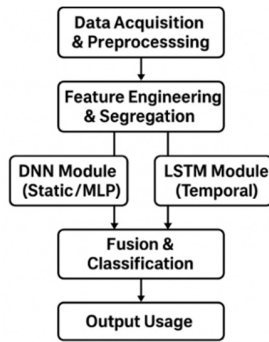 Data Acquisition
& Preprocesssing
Feature Engineering
& Segregation
DNN Module
(Static/MLP)
LSTM Module
(Temporal)
Fusion &
Classification
Output Usage